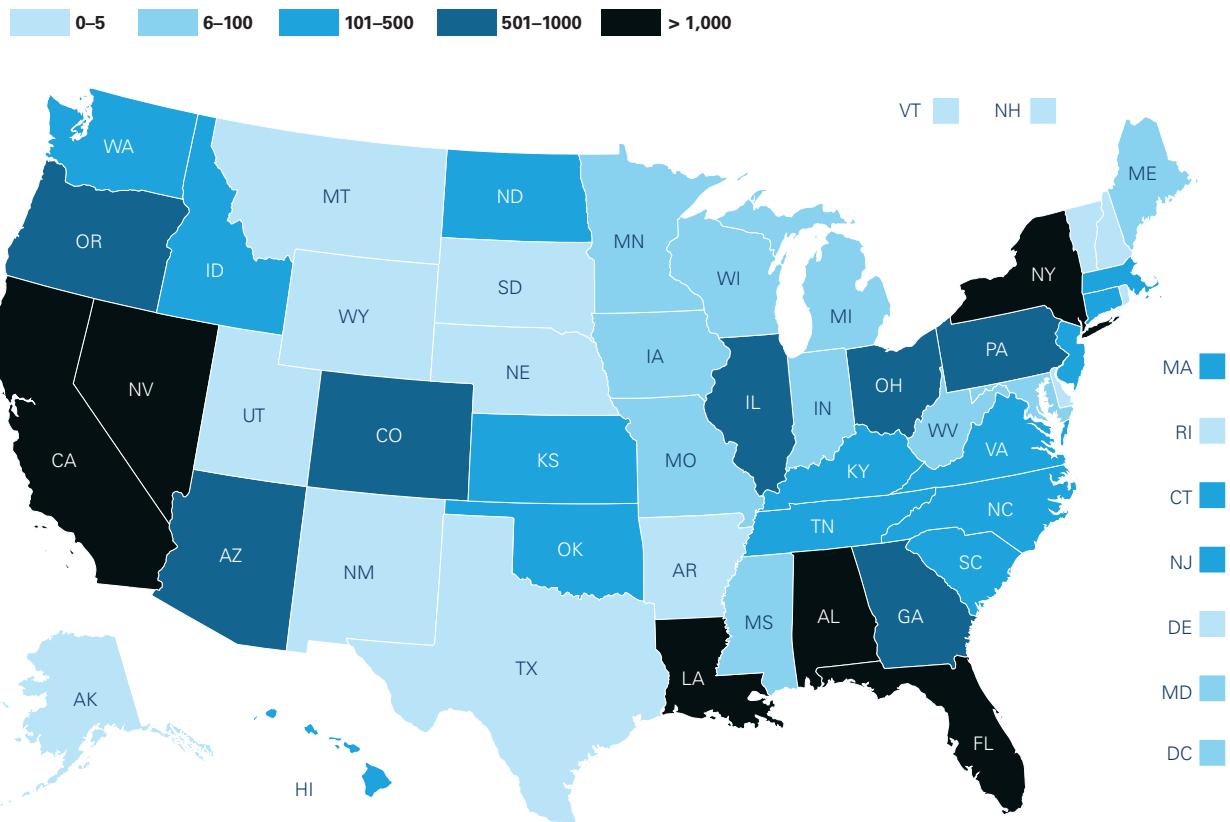 0–5 6–100 101–500 501–1000 > 1,000
VT NH
WA
ME
MT
ND
OR
MN
ID
NY
WI
SD
WY
MI
PA
IA
MA
NE
OH
NV
IL
IN
UT
WV
RI
CO
VA
CA
KS
MO
KY
CT
NC
TN
AZ
OK
SC
NJ
NM
AR
AL
GA
MS
DE
TX
LA
MD
AK
FL
DC
HI